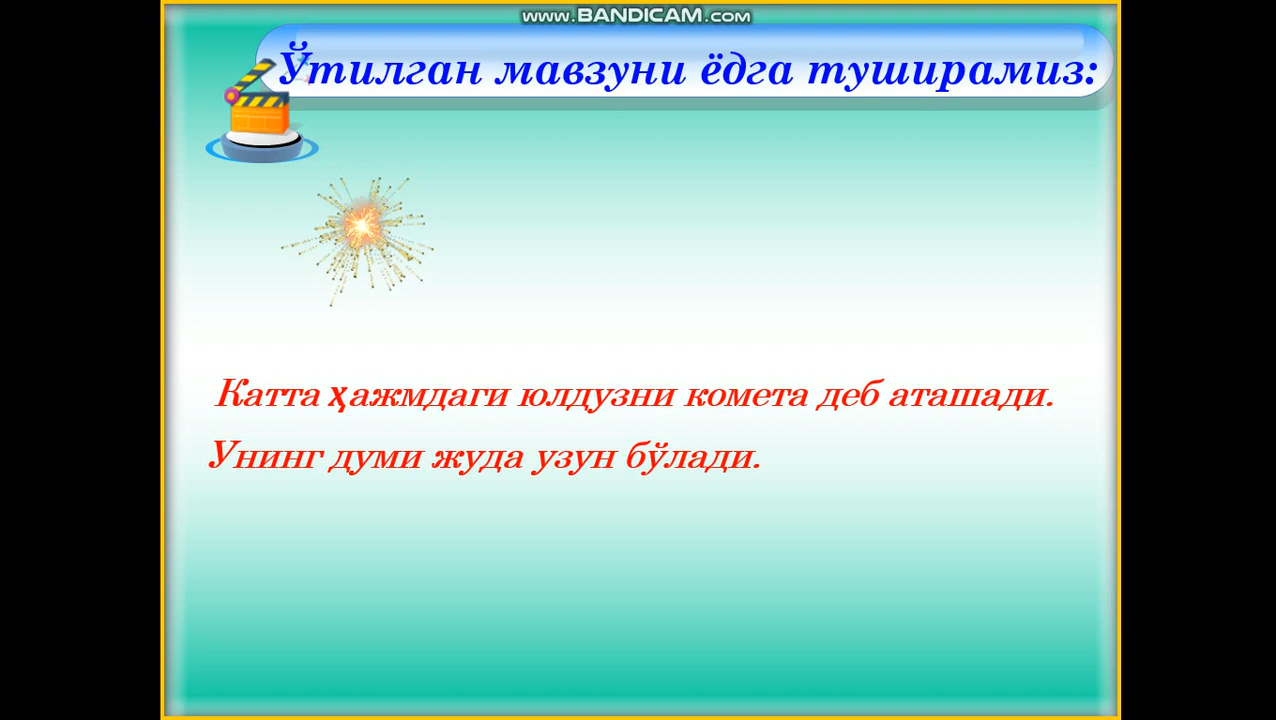 www.BANDICAM.com
Ўтилган мавзуни ёдга туширамиз:
Катта ҳажмдаги юлдузни комета деб аташади.
Унинг думи жуда узун бўлади.